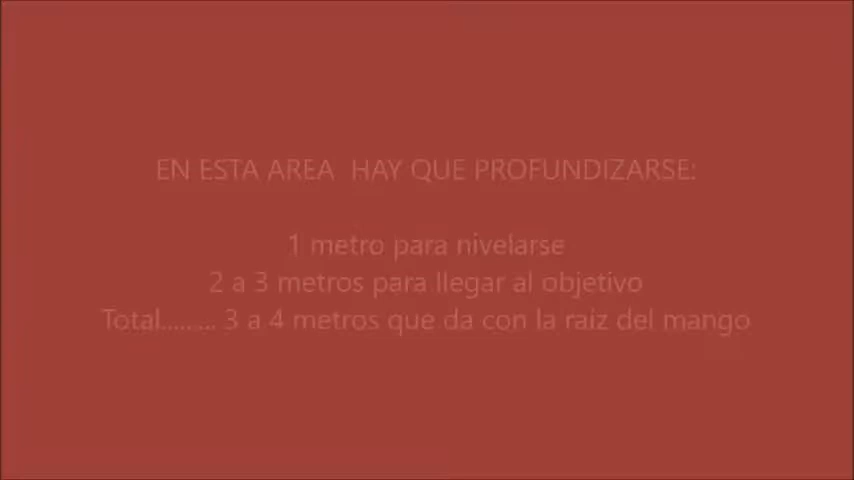 EN ESTA AREA  HAY QUE PROFUNDIZARSE:
1 metro para nivelarse
2 a 3 metros para llegar al objetivo
Total......... 3 a 4 metros que da con la raiz del mango